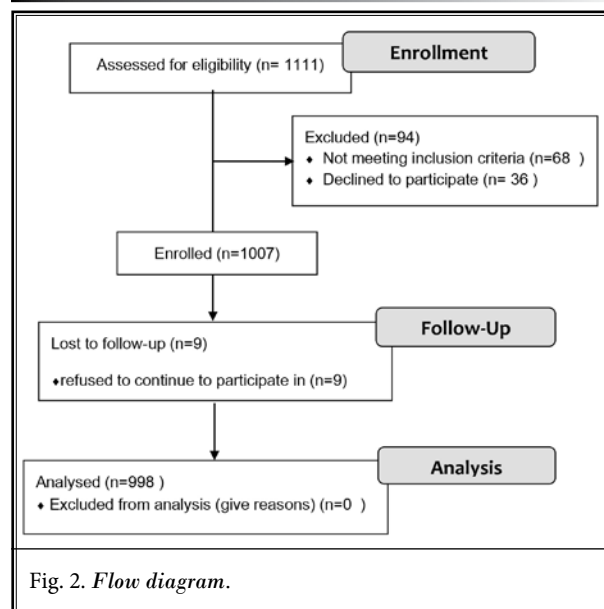 Assessed for eligibility (n= 1111)
Enrollment
Excluded (n=94)
♦ Not meeting inclusion criteria (n=68 )
♦ Declined to participate (n= 36 )
Enrolled (n=1007)
Follow-Up
Lost to follow-up (n=9)
♦refused to continue to participate in (n=9)
Analysis
Analysed (n=998 )
♦ Excluded from analysis (give reasons) (n=0 )
Fig. 2. Flow diagram.